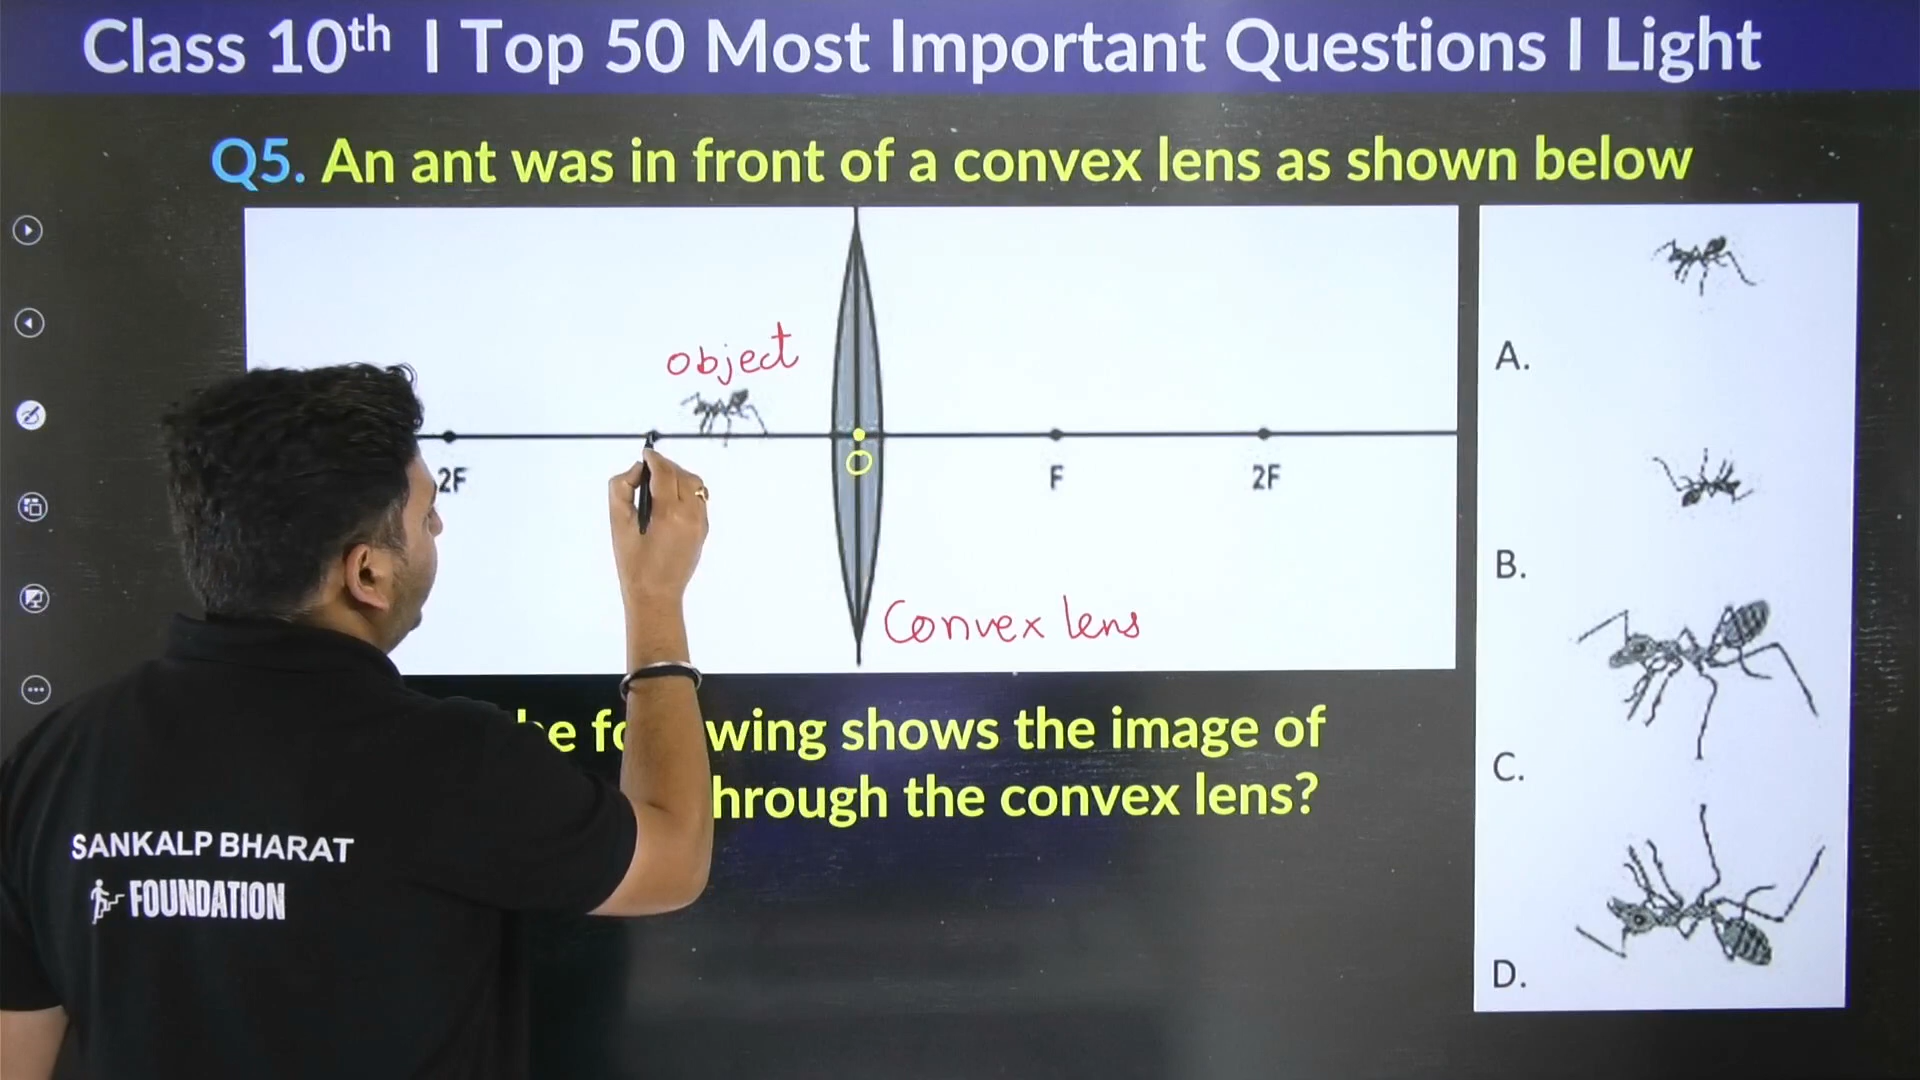 Class 10th I Top 50 Most Important Questions I Light
Q5. An ant was in front of a convex lens as shown below
object
2F
O
F
2F
Convex lens
wing shows the image of
through the convex lens?
A.
B.
C.
D.
SANKALP BHARAT
FOUNDATION